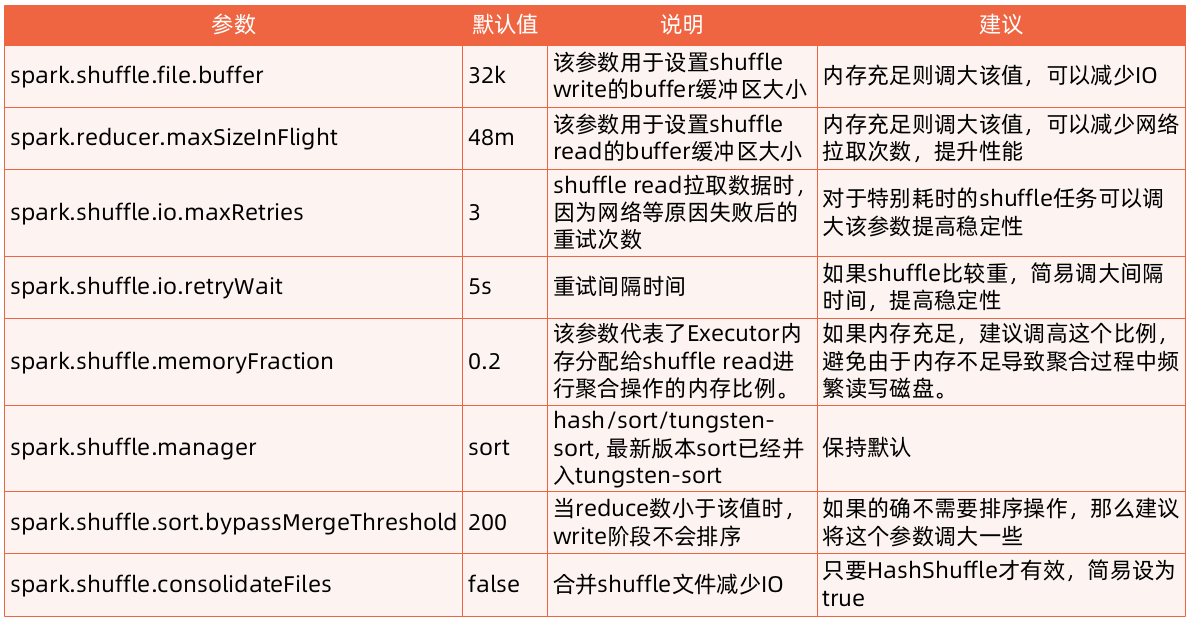 参数 默认值 说明 建议
spark.shuffle.file.buffer 32k 该参数用于设置shuffle
write的buffer缓冲区大小 内存充足则调大该值，可以减少IO
spark.reducer.maxSizeInFlight 48m 该参数用于设置shuffle
read的buffer缓冲区大小 内存充足则调大该值，可以减少网络
拉取次数，提升性能
spark.shuffle.io.maxRetries 3 shuffle read拉取数据时，
因为网络等原因失败后的
重试次数 对于特别耗时的shuffle任务可以调
大该参数提高稳定性
spark.shuffle.io.retryWait 5s 重试间隔时间 如果shuffle比较重，简易调大间隔
时间，提高稳定性
spark.shuffle.memoryFraction 0.2 该参数代表了Executor内
存分配给shuffle read进
行聚合操作的内存比例。 如果内存充足，建议调高这个比例，
避免由于内存不足导致聚合过程中频
繁读写磁盘。
spark.shuffle.manager sort hash/sort/tungsten-
sort, 最新版本sort已经并
入tungsten-sort 保持默认
spark.shuffle.sort.bypassMergeThreshold 200 当reduce数小于该值时，
write阶段不会排序 如果的确不需要排序操作，那么建议
将这个参数调大一些
spark.shuffle.consolidateFiles false 合并shuffle文件减少IO 只要HashShuffle才有效，简易设为
true